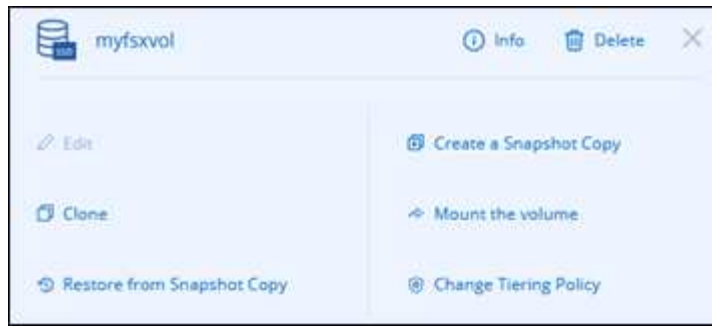 myfsxvol
Info
Delete
Edit
Create a Snapshot Copy
Clone
Mount the volume
Restore from Snapshot Copy
Change Tiering Policy